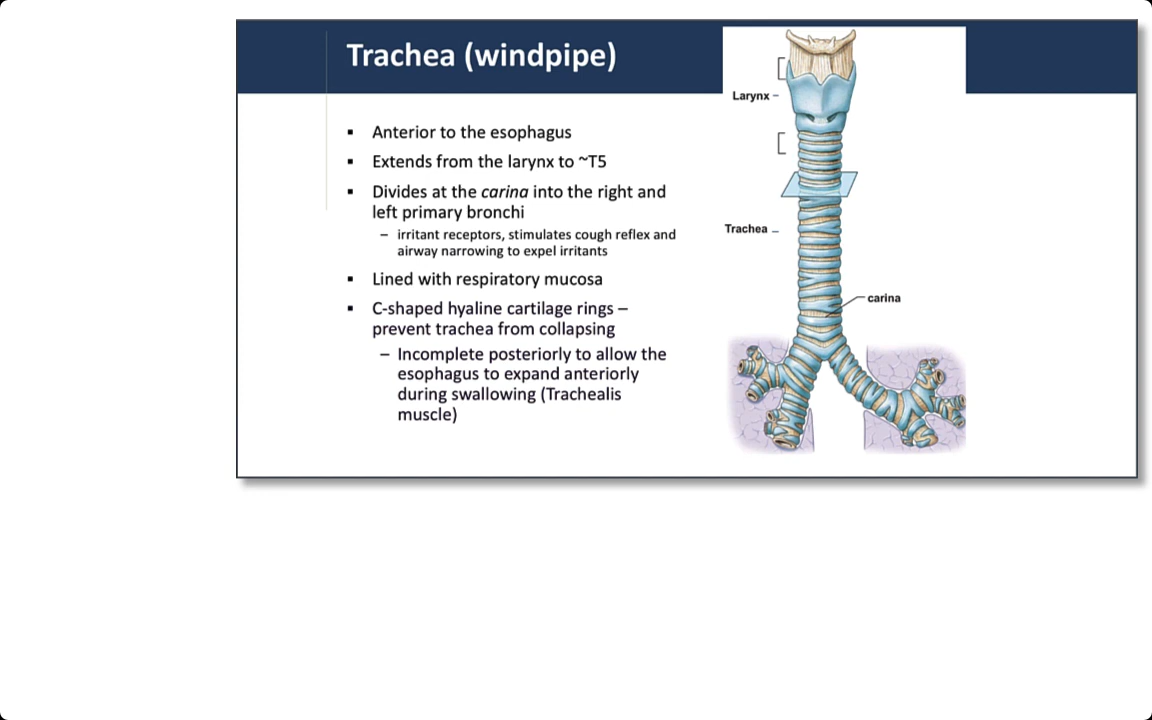 Trachea (windpipe)
▪ Anterior to the esophagus
▪ Extends from the larynx to ~T5
▪ Divides at the carina into the right and
left primary bronchi
– irritant receptors, stimulates cough reflex and
airway narrowing to expel irritants
▪ Lined with respiratory mucosa
▪ C-shaped hyaline cartilage rings –
prevent trachea from collapsing
– Incomplete posteriorly to allow the
esophagus to expand anteriorly
during swallowing (Trachealis
muscle)
Larynx
Trachea
carina